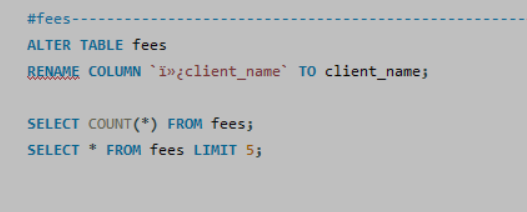 #fees--------------------------------------------------
ALTER TABLE fees
RENAME COLUMN `ï»¿client_name` TO client_name;
SELECT COUNT(*) FROM fees;
SELECT * FROM fees LIMIT 5;